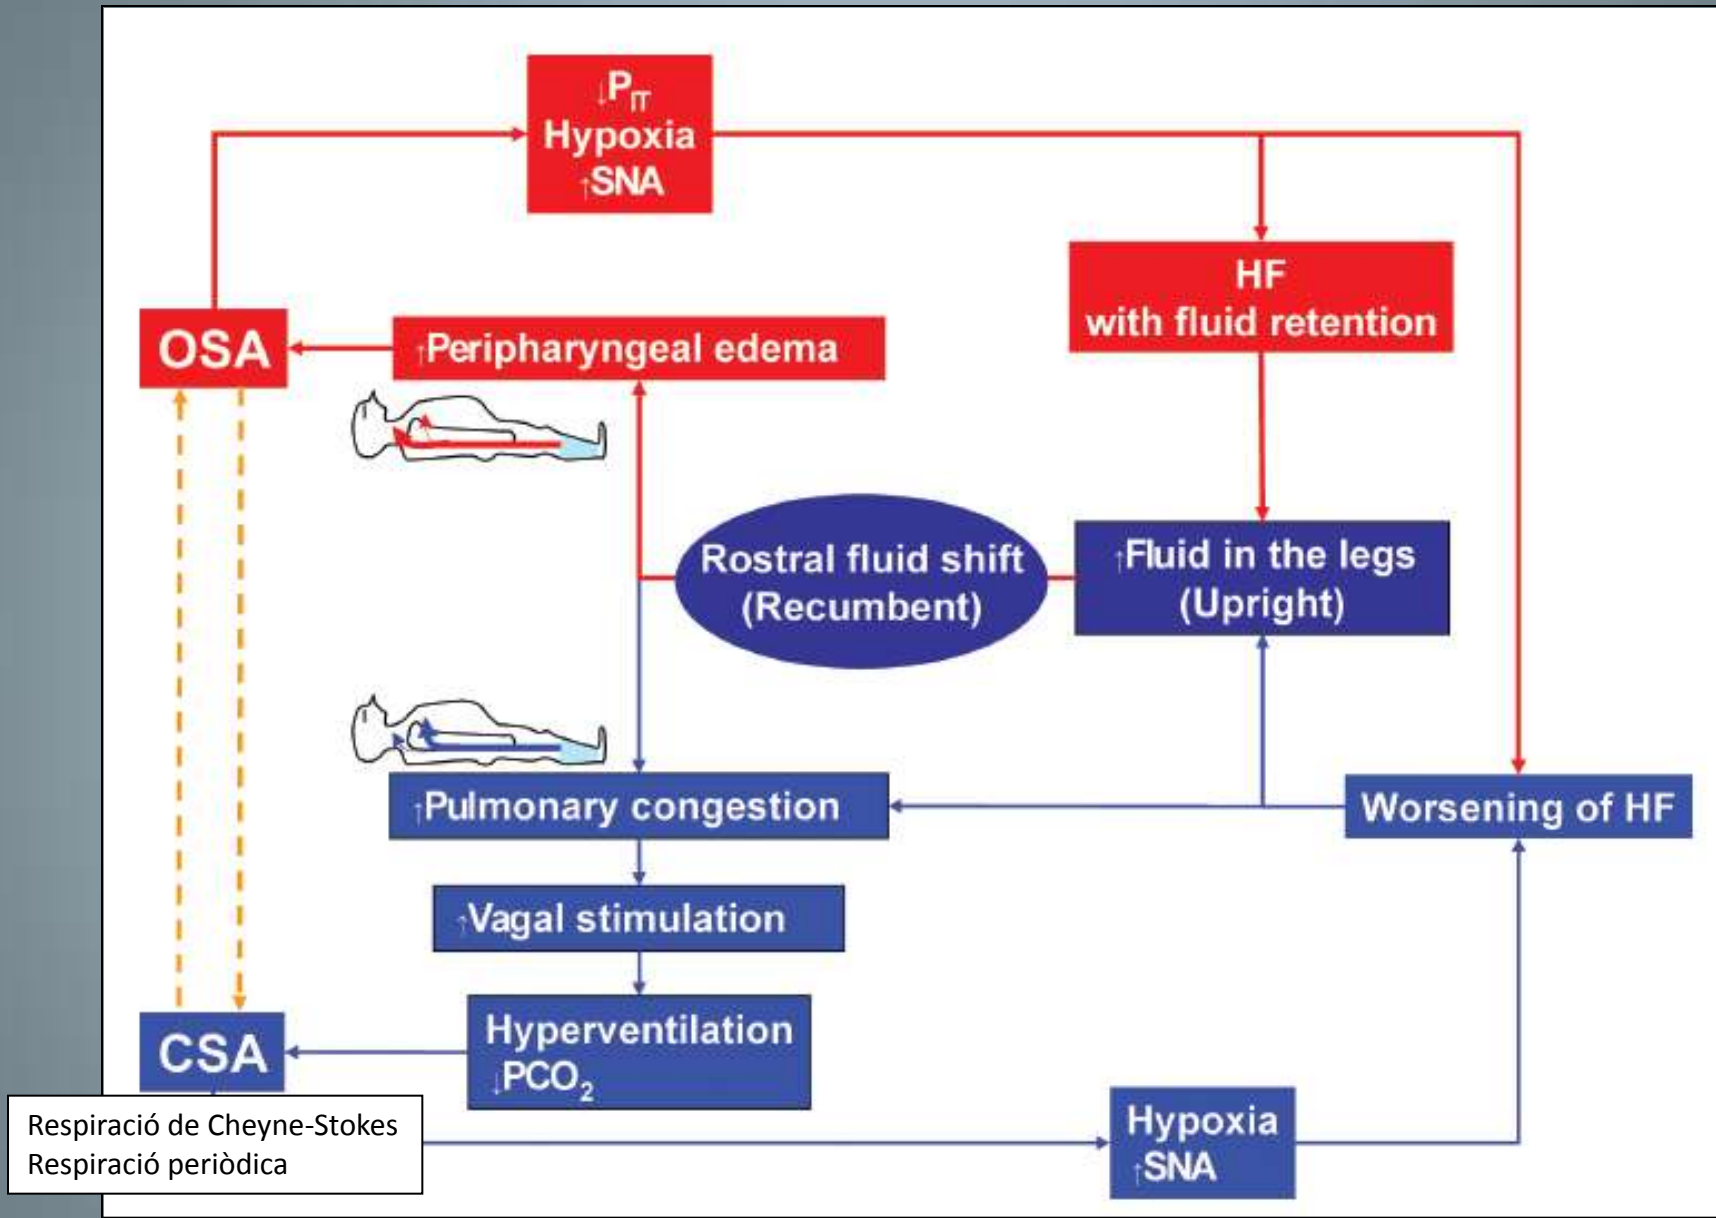 ↓P_IT
Hypoxia
↑SNA
HF
with fluid retention
OSA
↑Peripharyngeal edema
Rostral fluid shift
(Recumbent)
↑Fluid in the legs
(Upright)
↑Pulmonary congestion
Worsening of HF
↑Vagal stimulation
Hyperventilation
↓PCO₂
CSA
Respiració de Cheyne-Stokes
Respiració periòdica
Hypoxia
↑SNA